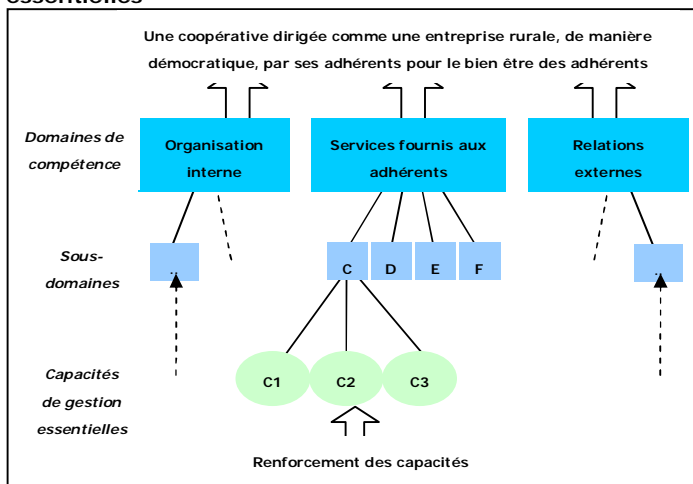 essentielles
Une coopérative dirigée comme une entreprise rurale, de manière
démocratique, par ses adhérents pour le bien être des adhérents
Domaines de
compétence
Organisation
interne
Services fournis aux
adhérents
Relations
externes
Sous-
domaines
..
C
D
E
F
..
Capacités
de gestion
essentielles
C1
C2
C3
Renforcement des capacités